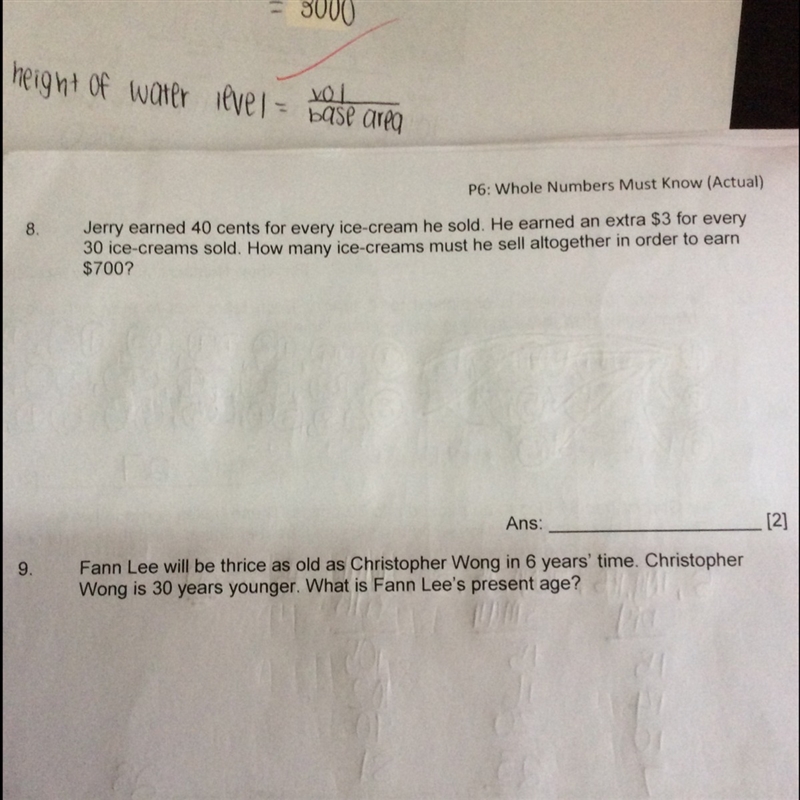 = 3000
height of water level = vol
base area
P6: Whole Numbers Must Know (Actual)
8. Jerry earned 40 cents for every ice-cream he sold. He earned an extra $3 for every
30 ice-creams sold. How many ice-creams must he sell altogether in order to earn
$700?
Ans: [2]
9. Fann Lee will be thrice as old as Christopher Wong in 6 years' time. Christopher
Wong is 30 years younger. What is Fann Lee's present age?